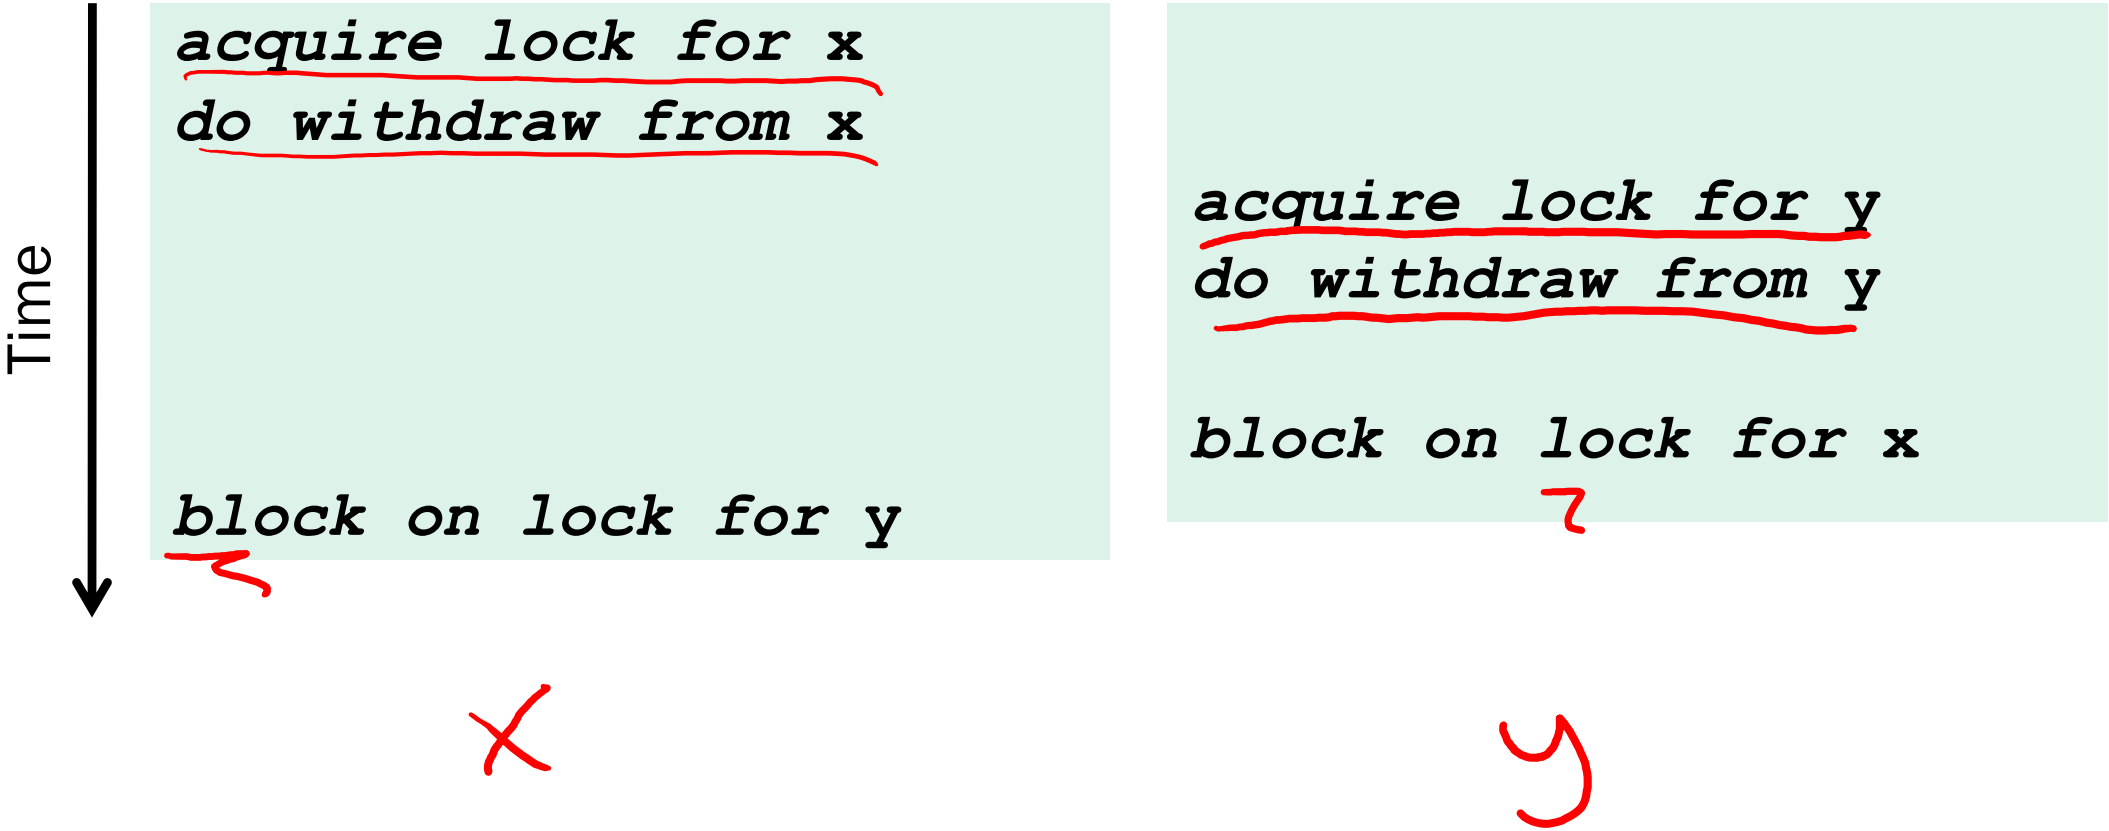 Time
acquire lock for x
do withdraw from x
block on lock for y
acquire lock for y
do withdraw from y
block on lock for x
x
y